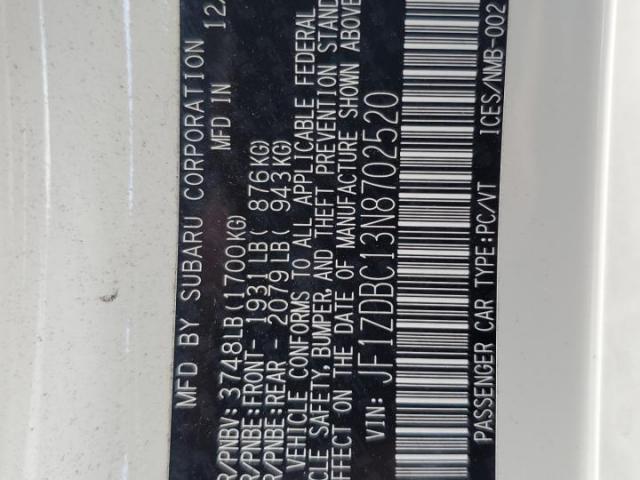 MFD BY SUBARU CORPORATION 12/
MFD IN
R/PNBV: 3748LB(1700KG)
R/PNBE:FRONT- 1931LB( 876KG)
R/PNBE:REAR - 2079LB( 943KG)
VEHICLE CONFORMS TO ALL APPLICABLE FEDERAL
CLE SAFETY, BUMPER, AND THEFT PREVENTION STAND
FFECT ON THE DATE OF MANUFACTURE SHOWN ABOVE
VIN: JF1ZDBC13N8702520
PASSENGER CAR TYPE:PC/VT ICES/NMB-002